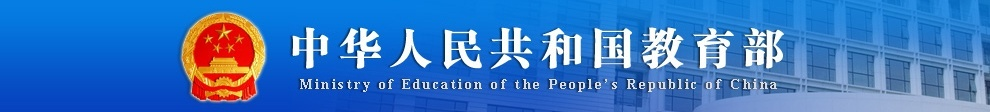 中华人民共和国教育部
Ministry of Education of the People's Republic of China